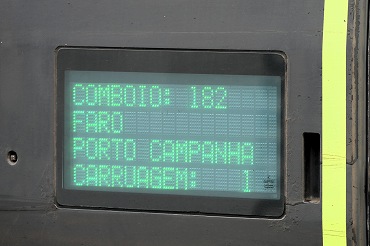 COMBOIO: 182
FARO
PORTO CAMPANHA
CARRUAGEM: 1